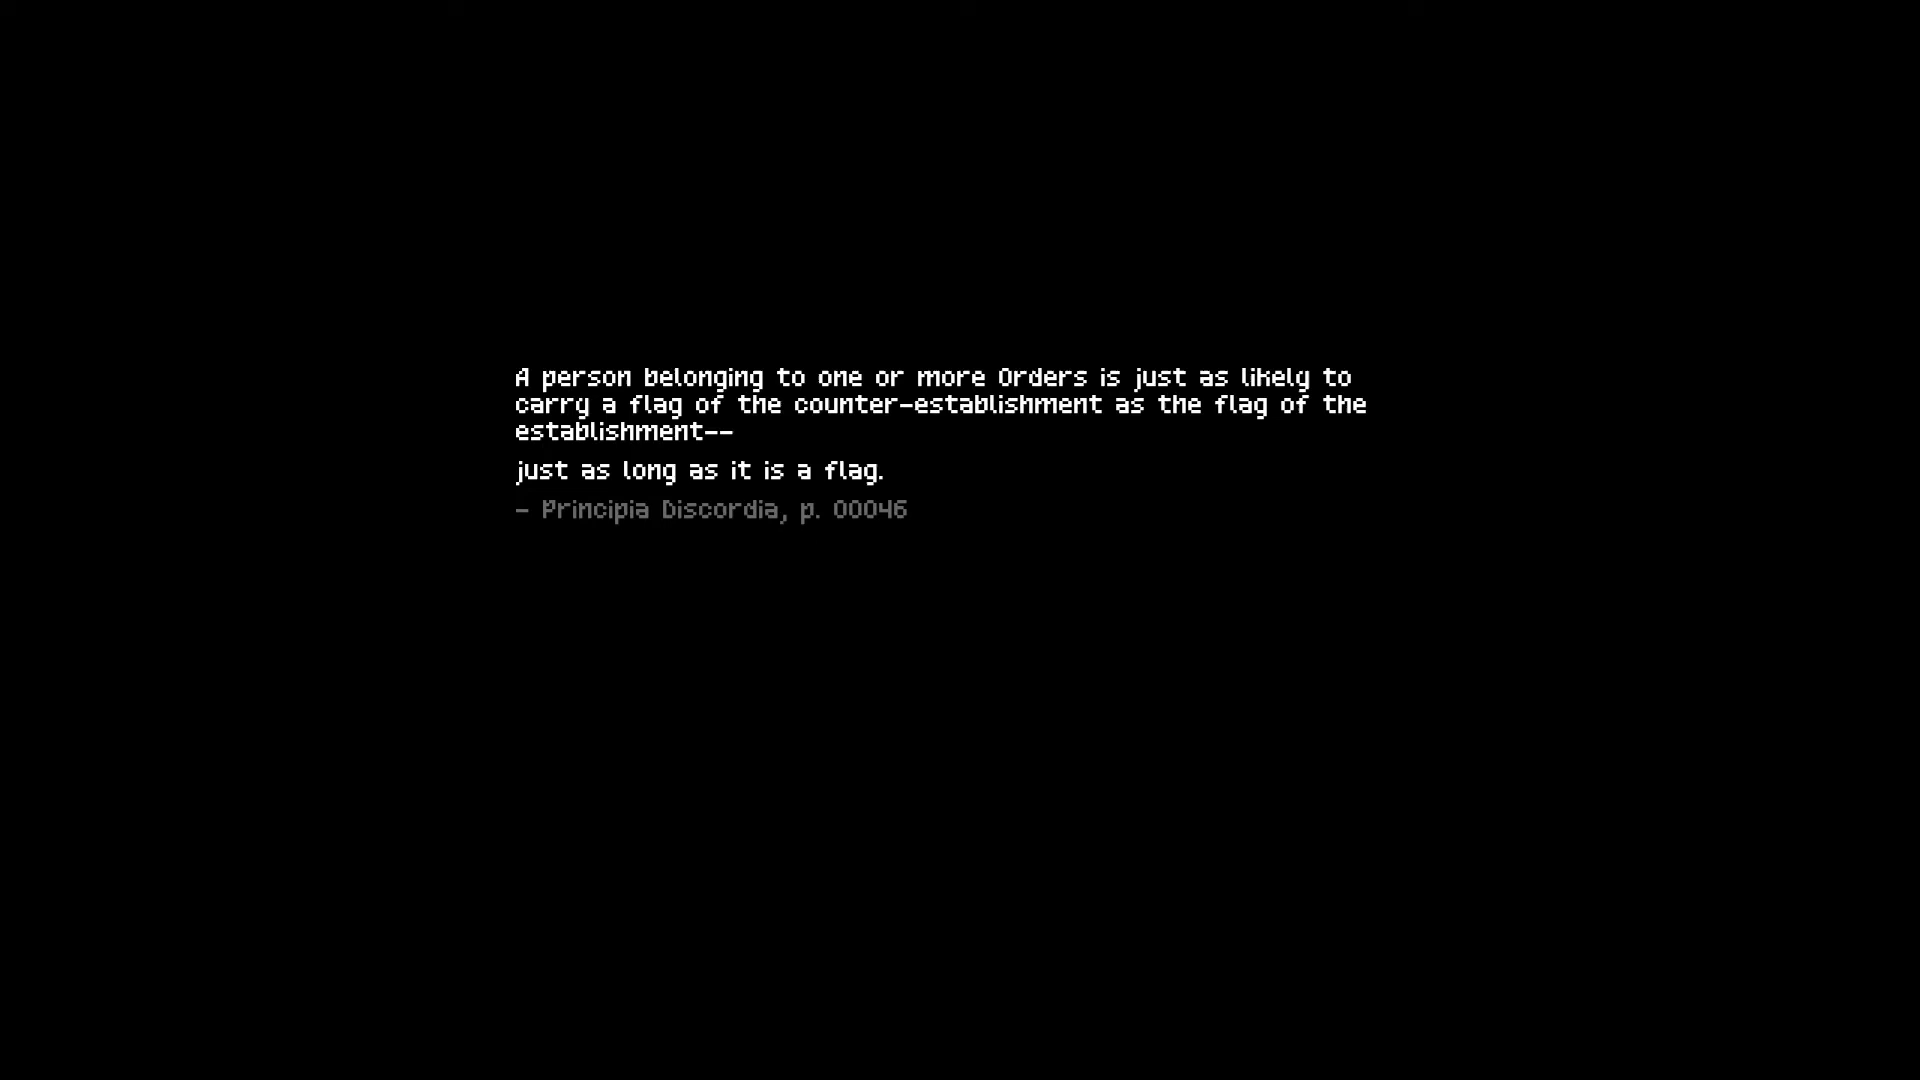 A person belonging to one or more Orders is just as likely to
carry a flag of the counter-establishment as the flag of the
establishment--
just as long as it is a flag.
- Principia Discordia, p. 00046